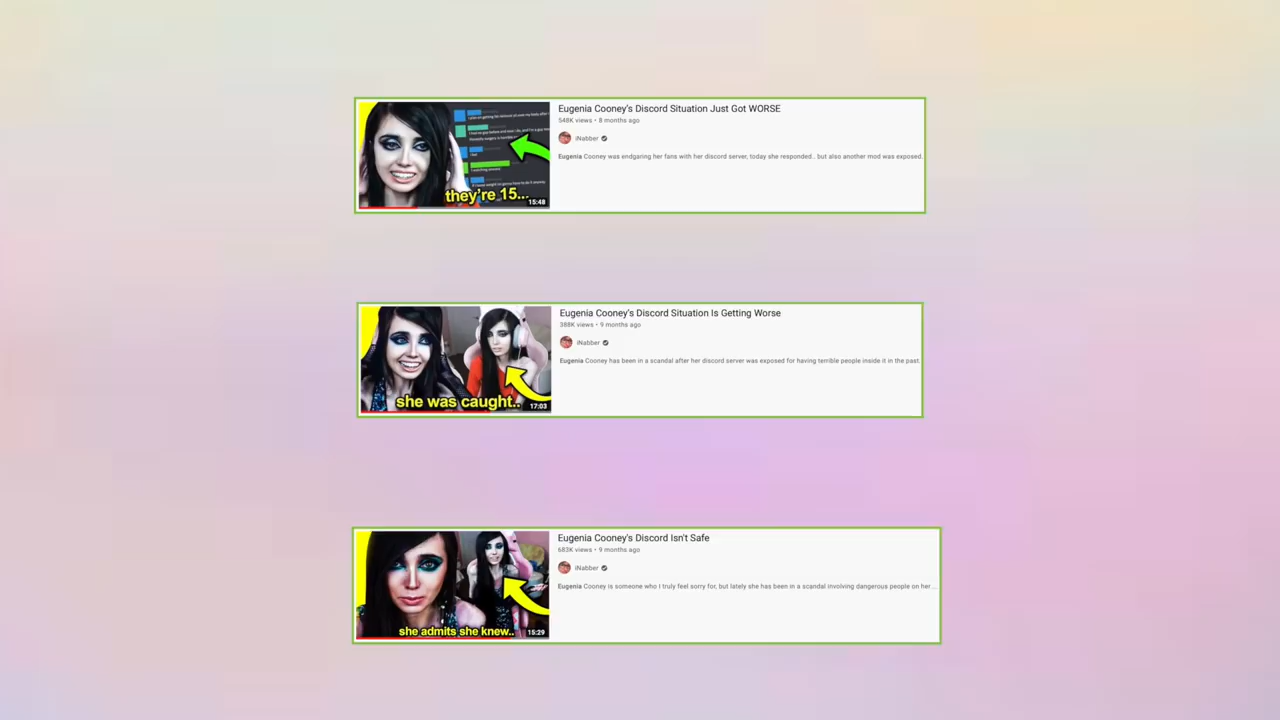 Eugenia Cooney's Discord Situation Just Got WORSE
548K views • 8 months ago
iNabber
Eugenia Cooney was endgaring her fans with her discord server, today she responded.. but also another mod was exposed.
they're 15...
15:48
Eugenia Cooney's Discord Situation Is Getting Worse
388K views • 9 months ago
iNabber
Eugenia Cooney has been in a scandal after her discord server was exposed for having terrible people inside it in the past.
she was caught..
17:03
Eugenia Cooney's Discord Isn't Safe
683K views • 9 months ago
iNabber
Eugenia Cooney is someone who I truly feel sorry for, but lately she has been in a scandal involving dangerous people on her ...
she admits she knew..
15:29